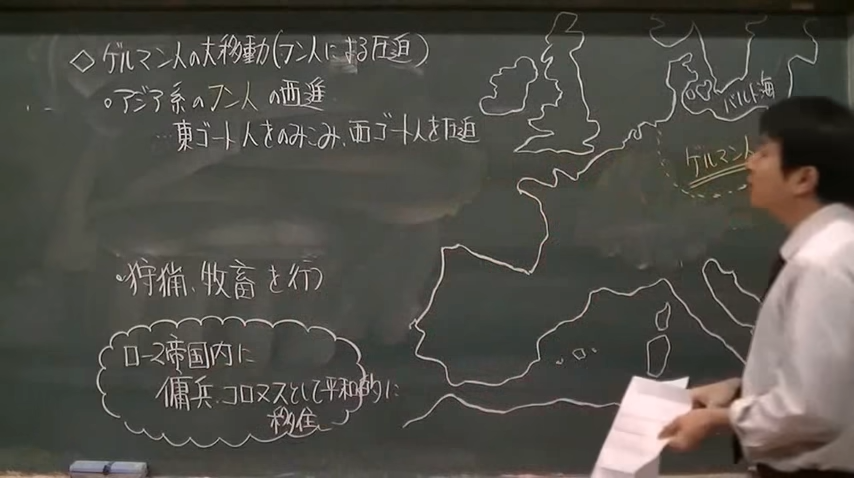 ◇ゲルマン人の大移動(フン人による圧迫)
・アジア系のフン人の西進
…東ゴート人をのみこみ、西ゴート人を圧迫
・狩猟、牧畜を行う
ローマ帝国内に
傭兵、コロヌスとして平和的に
移住
バルト海
ゲルマン人